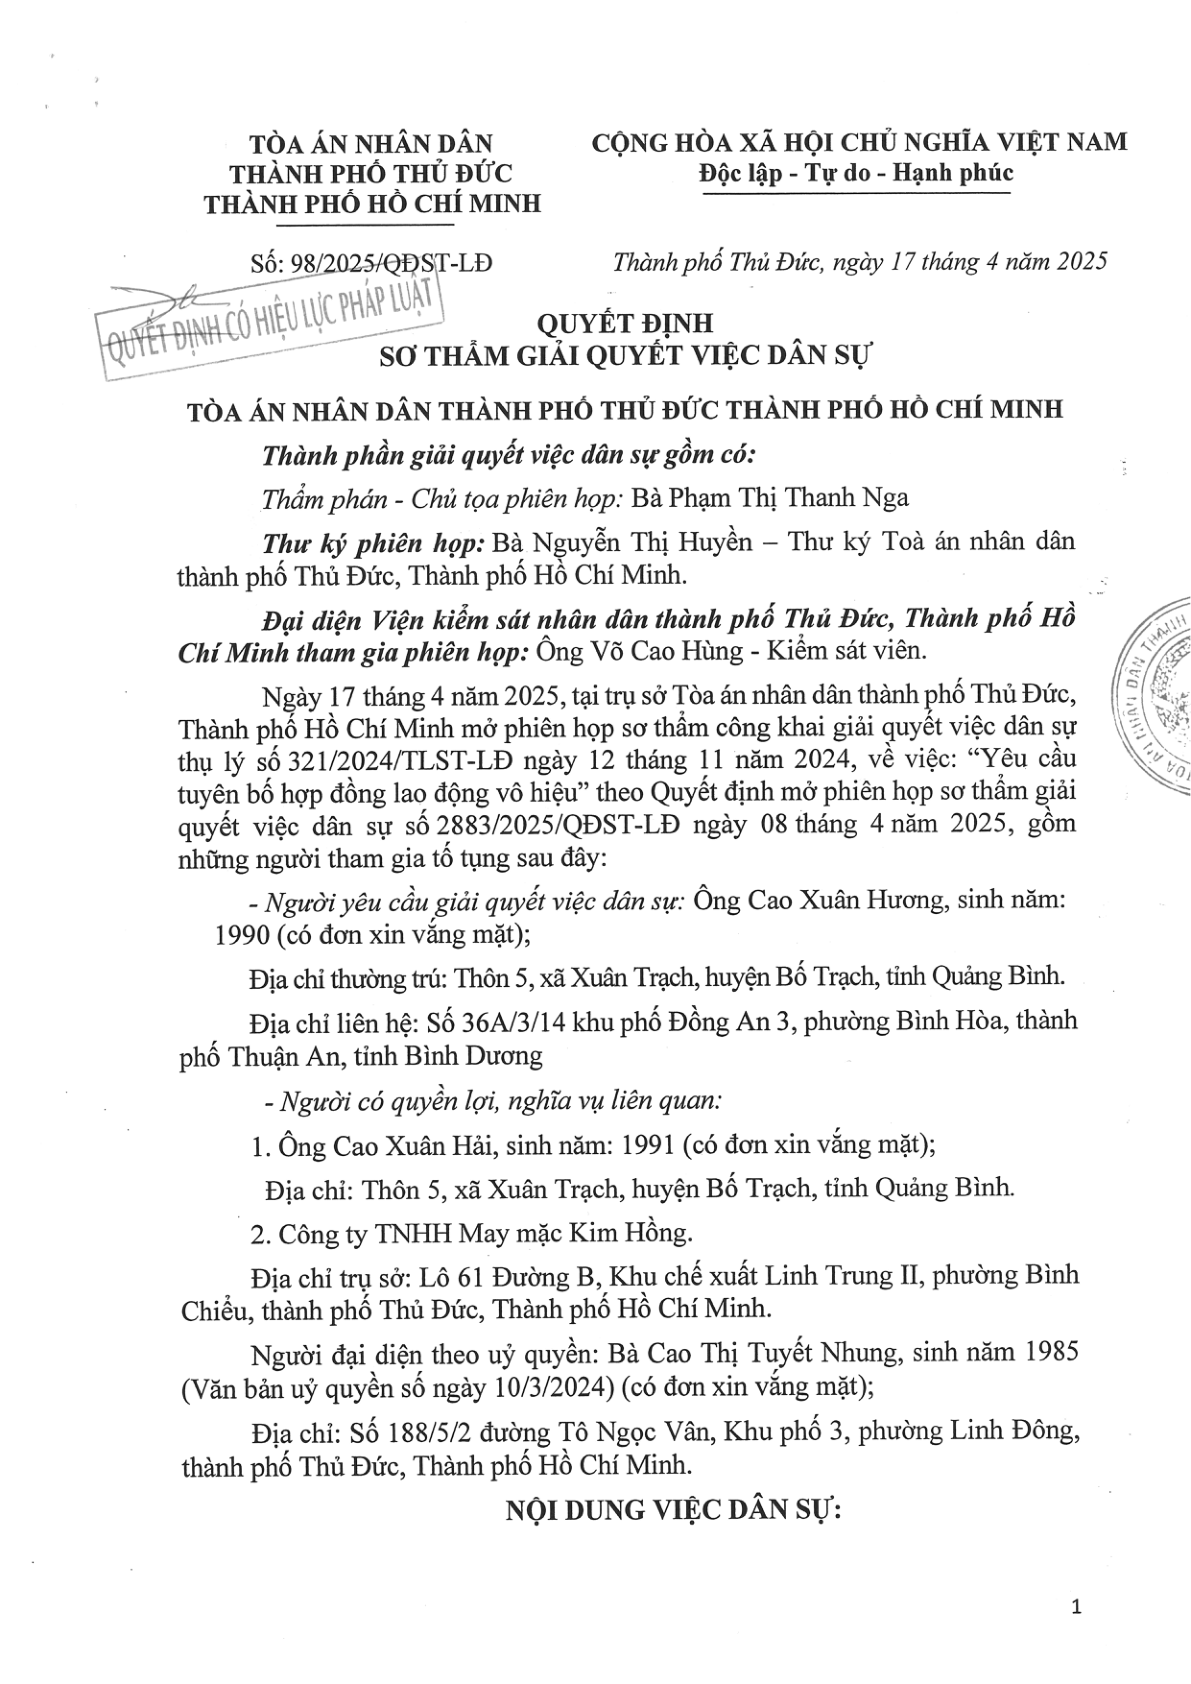 TÒA ÁN NHÂN DÂN
THÀNH PHỐ THỦ ĐỨC
THÀNH PHỐ HỒ CHÍ MINH
CỘNG HÒA XÃ HỘI CHỦ NGHĨA VIỆT NAM
Độc lập - Tự do - Hạnh phúc
Số: 98/2025/QĐST-LĐ
Thành phố Thủ Đức, ngày 17 tháng 4 năm 2025
QUYẾT ĐỊNH CÓ HIỆU LỰC PHÁP LUẬT
QUYẾT ĐỊNH
SƠ THẨM GIẢI QUYẾT VIỆC DÂN SỰ
TÒA ÁN NHÂN DÂN THÀNH PHỐ THỦ ĐỨC THÀNH PHỐ HỒ CHÍ MINH
Thành phần giải quyết việc dân sự gồm có:
Thẩm phán - Chủ tọa phiên họp: Bà Phạm Thị Thanh Nga
Thư ký phiên họp: Bà Nguyễn Thị Huyền – Thư ký Toà án nhân dân
thành phố Thủ Đức, Thành phố Hồ Chí Minh.
Đại diện Viện kiểm sát nhân dân thành phố Thủ Đức, Thành phố Hồ
Chí Minh tham gia phiên họp: Ông Võ Cao Hùng - Kiểm sát viên.
Ngày 17 tháng 4 năm 2025, tại trụ sở Tòa án nhân dân thành phố Thủ Đức,
Thành phố Hồ Chí Minh mở phiên họp sơ thẩm công khai giải quyết việc dân sự
thụ lý số 321/2024/TLST-LĐ ngày 12 tháng 11 năm 2024, về việc: “Yêu cầu
tuyên bố hợp đồng lao động vô hiệu” theo Quyết định mở phiên họp sơ thẩm giải
quyết việc dân sự số 2883/2025/QĐST-LĐ ngày 08 tháng 4 năm 2025, gồm
những người tham gia tố tụng sau đây:
- Người yêu cầu giải quyết việc dân sự: Ông Cao Xuân Hương, sinh năm:
1990 (có đơn xin vắng mặt);
Địa chỉ thường trú: Thôn 5, xã Xuân Trạch, huyện Bố Trạch, tỉnh Quảng Bình.
Địa chỉ liên hệ: Số 36A/3/14 khu phố Đồng An 3, phường Bình Hòa, thành
phố Thuận An, tỉnh Bình Dương
- Người có quyền lợi, nghĩa vụ liên quan:
1. Ông Cao Xuân Hải, sinh năm: 1991 (có đơn xin vắng mặt);
Địa chỉ: Thôn 5, xã Xuân Trạch, huyện Bố Trạch, tỉnh Quảng Bình.
2. Công ty TNHH May mặc Kim Hồng.
Địa chỉ trụ sở: Lô 61 Đường B, Khu chế xuất Linh Trung II, phường Bình
Chiểu, thành phố Thủ Đức, Thành phố Hồ Chí Minh.
Người đại diện theo uỷ quyền: Bà Cao Thị Tuyết Nhung, sinh năm 1985
(Văn bản uỷ quyền số ngày 10/3/2024) (có đơn xin vắng mặt);
Địa chỉ: Số 188/5/2 đường Tô Ngọc Vân, Khu phố 3, phường Linh Đông,
thành phố Thủ Đức, Thành phố Hồ Chí Minh.
NỘI DUNG VIỆC DÂN SỰ:
1